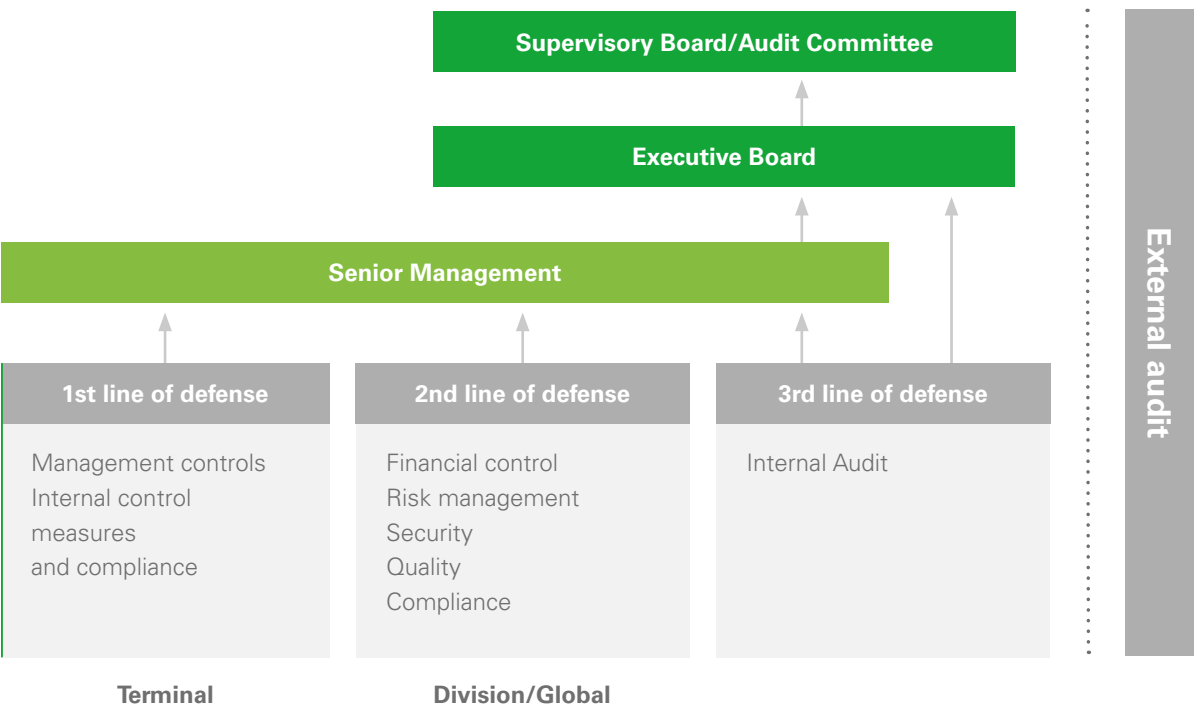 Supervisory Board/Audit Committee
Executive Board
Senior Management
1st line of defense
Management controls
Internal control
measures
and compliance
2nd line of defense
Financial control
Risk management
Security
Quality
Compliance
3rd line of defense
Internal Audit
Terminal
Division/Global
External audit